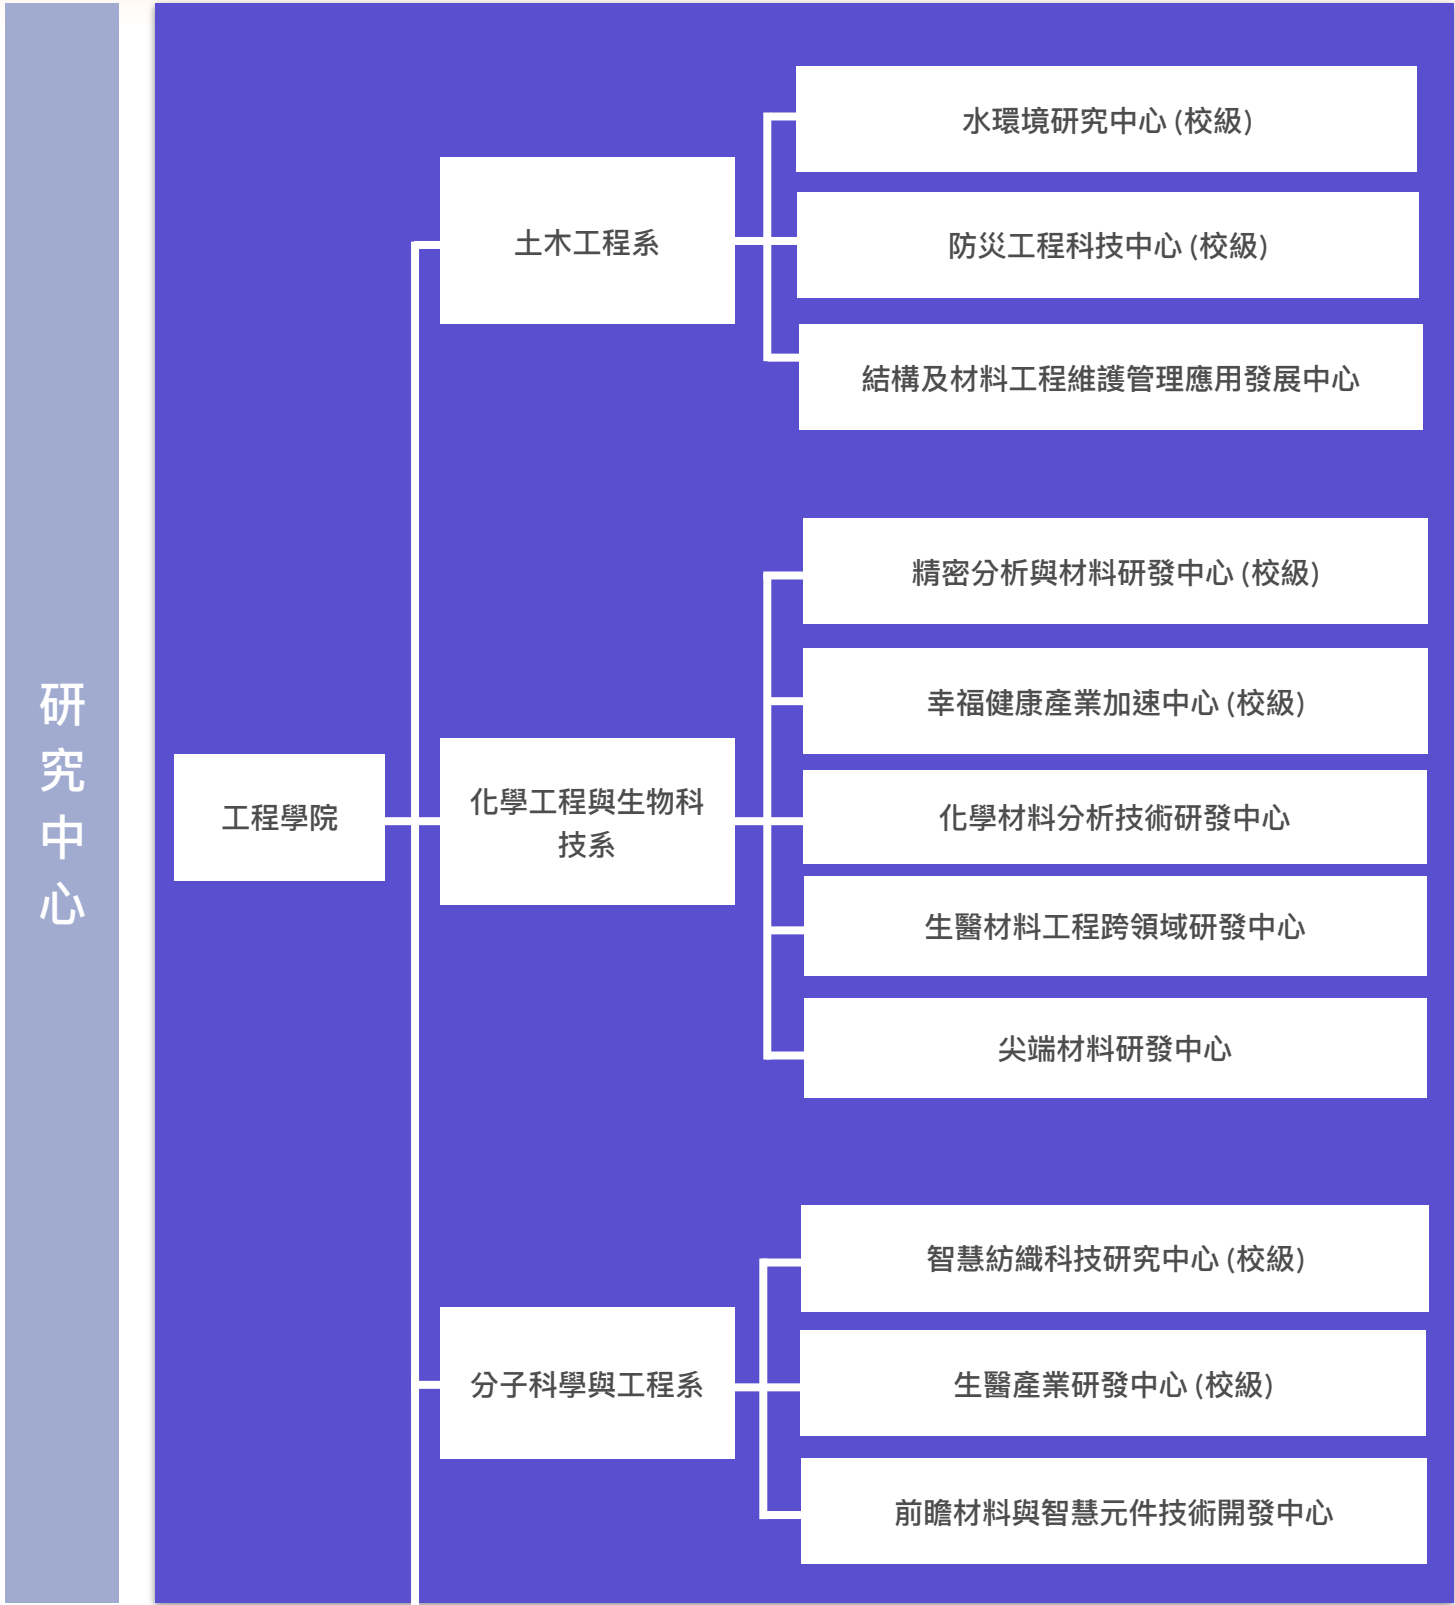 研究中心
工程學院
土木工程系
水環境研究中心 (校級)
防災工程科技中心 (校級)
結構及材料工程維護管理應用發展中心
化學工程與生物科
技系
精密分析與材料研發中心 (校級)
幸福健康產業加速中心 (校級)
化學材料分析技術研發中心
生醫材料工程跨領域研發中心
尖端材料研發中心
分子科學與工程系
智慧紡織科技研究中心 (校級)
生醫產業研發中心 (校級)
前瞻材料與智慧元件技術開發中心